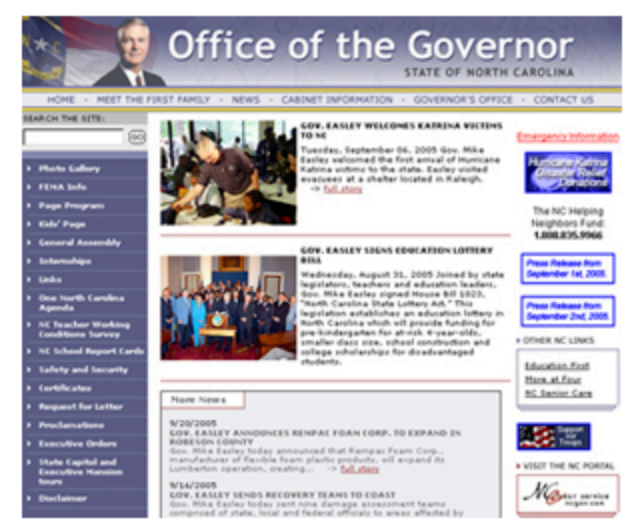 Office of the Governor
STATE OF NORTH CAROLINA
HOME - MEET THE FIRST FAMILY - NEWS - CABINET INFORMATION - GOVERNOR'S OFFICE - CONTACT US
SEARCH THE SITE:
GO
Photo Gallery
FEMA Info
Page Program
Kids' Page
General Assembly
Internships
Links
One North Carolina
Agenda
NC Teacher Working
Conditions Survey
NC School Report Cards
Safety and Security
Certificates
Request for Letter
Proclamations
Executive Orders
State Capitol and
Executive Mansion
tours
Disclaimer
GOV. EASLEY WELCOMES KATRINA VICTIMS
TO NC
Tuesday, September 06, 2005 Gov. Mike
Easley welcomed the first arrival of Hurricane
Katrina victims to the state. Easley visited
evacuees at a shelter located in Raleigh.
-> full story
GOV. EASLEY SIGNS EDUCATION LOTTERY
BILL
Wednesday, August 31, 2005 Joined by state
legislators, teachers and education leaders,
Gov. Mike Easley signed House Bill 1023,
"North Carolina State Lottery Act." This
legislation establishes an education lottery in
North Carolina which will provide funding for
pre-kindergarten for at-risk 4-year-olds,
smaller class size, school construction and
college scholarships for disadvantaged
students.
More News
9/20/2005
GOV. EASLEY ANNOUNCES REMPAC FOAM CORP. TO EXPAND IN
ROBESON COUNTY
Gov. Mike Easley today announced that Rempac Foam Corp.,
manufacturer of flexible foam plastic products, will expand its
Lumberton operation, creating... -> full story
9/16/2005
GOV. EASLEY SENDS RECOVERY TEAMS TO COAST
Gov. Mike Easley today sent nine damage assessment teams
comprised of state, local and federal officials to areas affected by
Emergency Information
Hurricane Katrina
Disaster Relief
Donations
The NC Helping
Neighbors Fund:
1.888.835.9966
Press Release from
September 1st, 2005.
Press Release from
September 2nd, 2005.
OTHER NC LINKS
Education First
More at Four
NC Senior Care
Support
Our
Troops
VISIT THE NC PORTAL
your service
ncgov.com